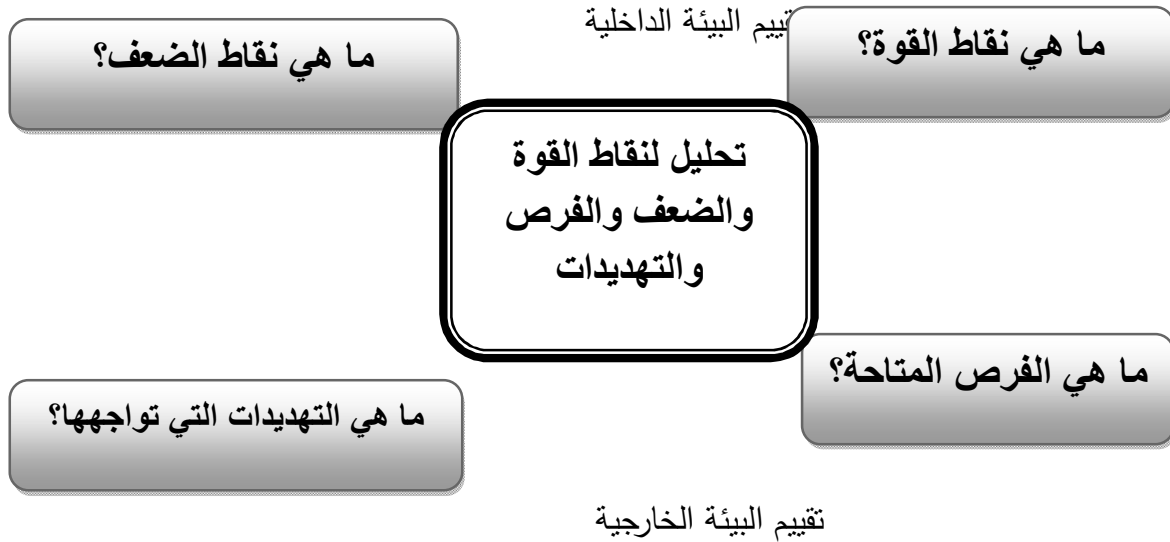 ما هي نقاط القوة؟
تقييم البيئة الداخلية
ما هي نقاط الضعف؟
تحليل لنقاط القوة
والضعف والفرص
والتهديدات
ما هي الفرص المتاحة؟
ما هي التهديدات التي تواجهها؟
تقييم البيئة الخارجية